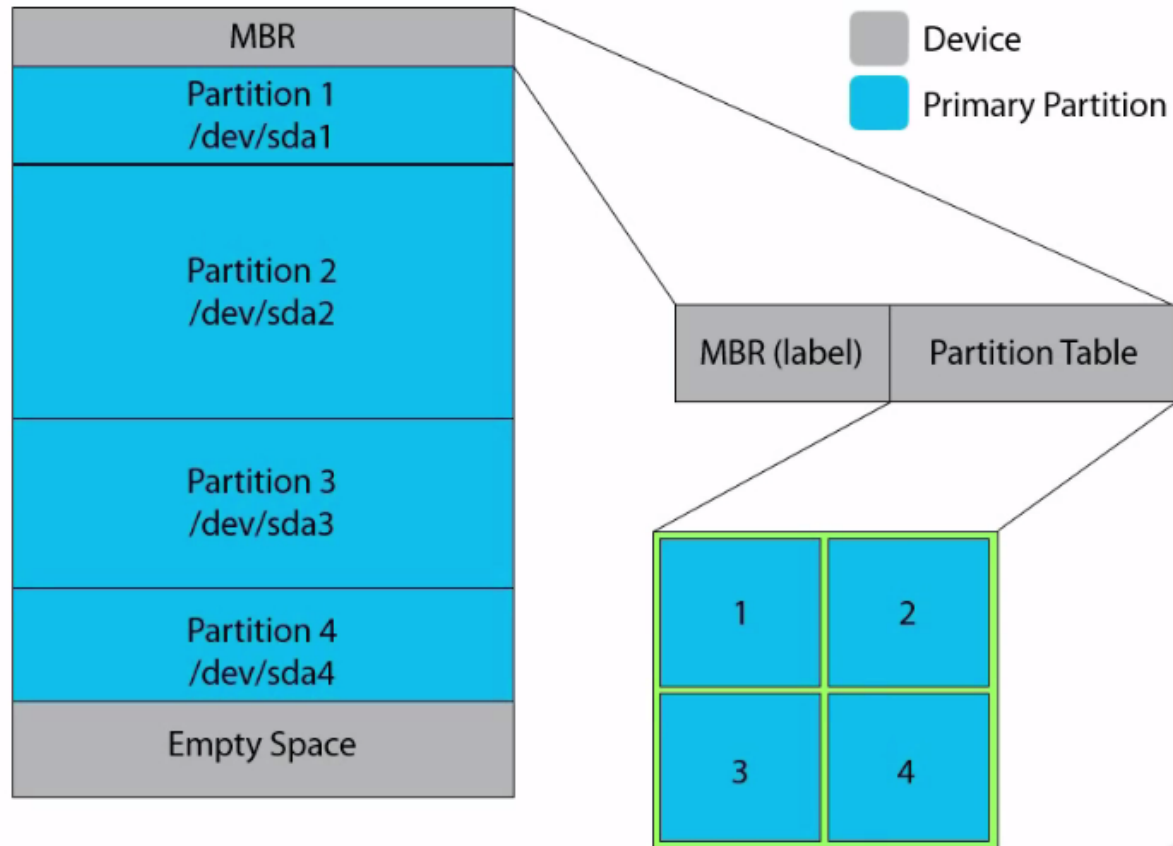 MBR
Partition 1
/dev/sda1
Partition 2
/dev/sda2
Partition 3
/dev/sda3
Partition 4
/dev/sda4
Empty Space
Device
Primary Partition
MBR (label)
Partition Table
1
2
3
4